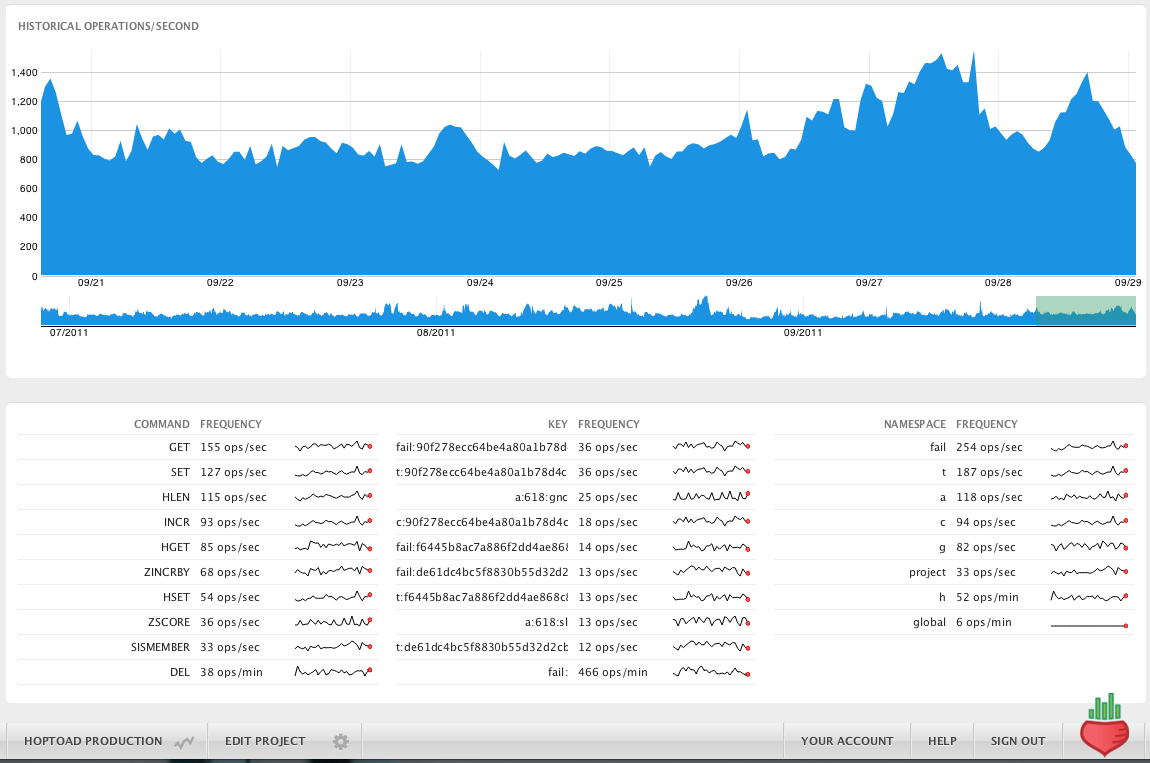 HISTORICAL OPERATIONS/SECOND
1,400
1,200
1,000
800
600
400
200
0
09/21 09/22 09/23 09/24 09/25 09/26 09/27 09/28 09/29
07/2011 08/2011 09/2011
COMMAND FREQUENCY KEY FREQUENCY NAMESPACE FREQUENCY
GET 155 ops/sec fail:90f278ecc64be4a80a1b78d 36 ops/sec fail 254 ops/sec
SET 127 ops/sec t:90f278ecc64be4a80a1b78d4c 36 ops/sec t 187 ops/sec
HLEN 115 ops/sec a:618:gnc 25 ops/sec a 118 ops/sec
INCR 93 ops/sec c:90f278ecc64be4a80a1b78d4c 18 ops/sec c 94 ops/sec
HGET 85 ops/sec fail:f6445b8ac7a886f2dd4ae868 14 ops/sec g 82 ops/sec
ZINCRBY 68 ops/sec fail:de61dc4bc5f8830b55d32d2 13 ops/sec project 33 ops/sec
HSET 54 ops/sec t:f6445b8ac7a886f2dd4ae868c8 13 ops/sec h 52 ops/min
ZSCORE 36 ops/sec a:618:sl 13 ops/sec global 6 ops/min
SISMEMBER 33 ops/sec t:de61dc4bc5f8830b55d32d2cb 12 ops/sec
DEL 38 ops/min fail: 466 ops/min
HOPTOAD PRODUCTION EDIT PROJECT YOUR ACCOUNT HELP SIGN OUT